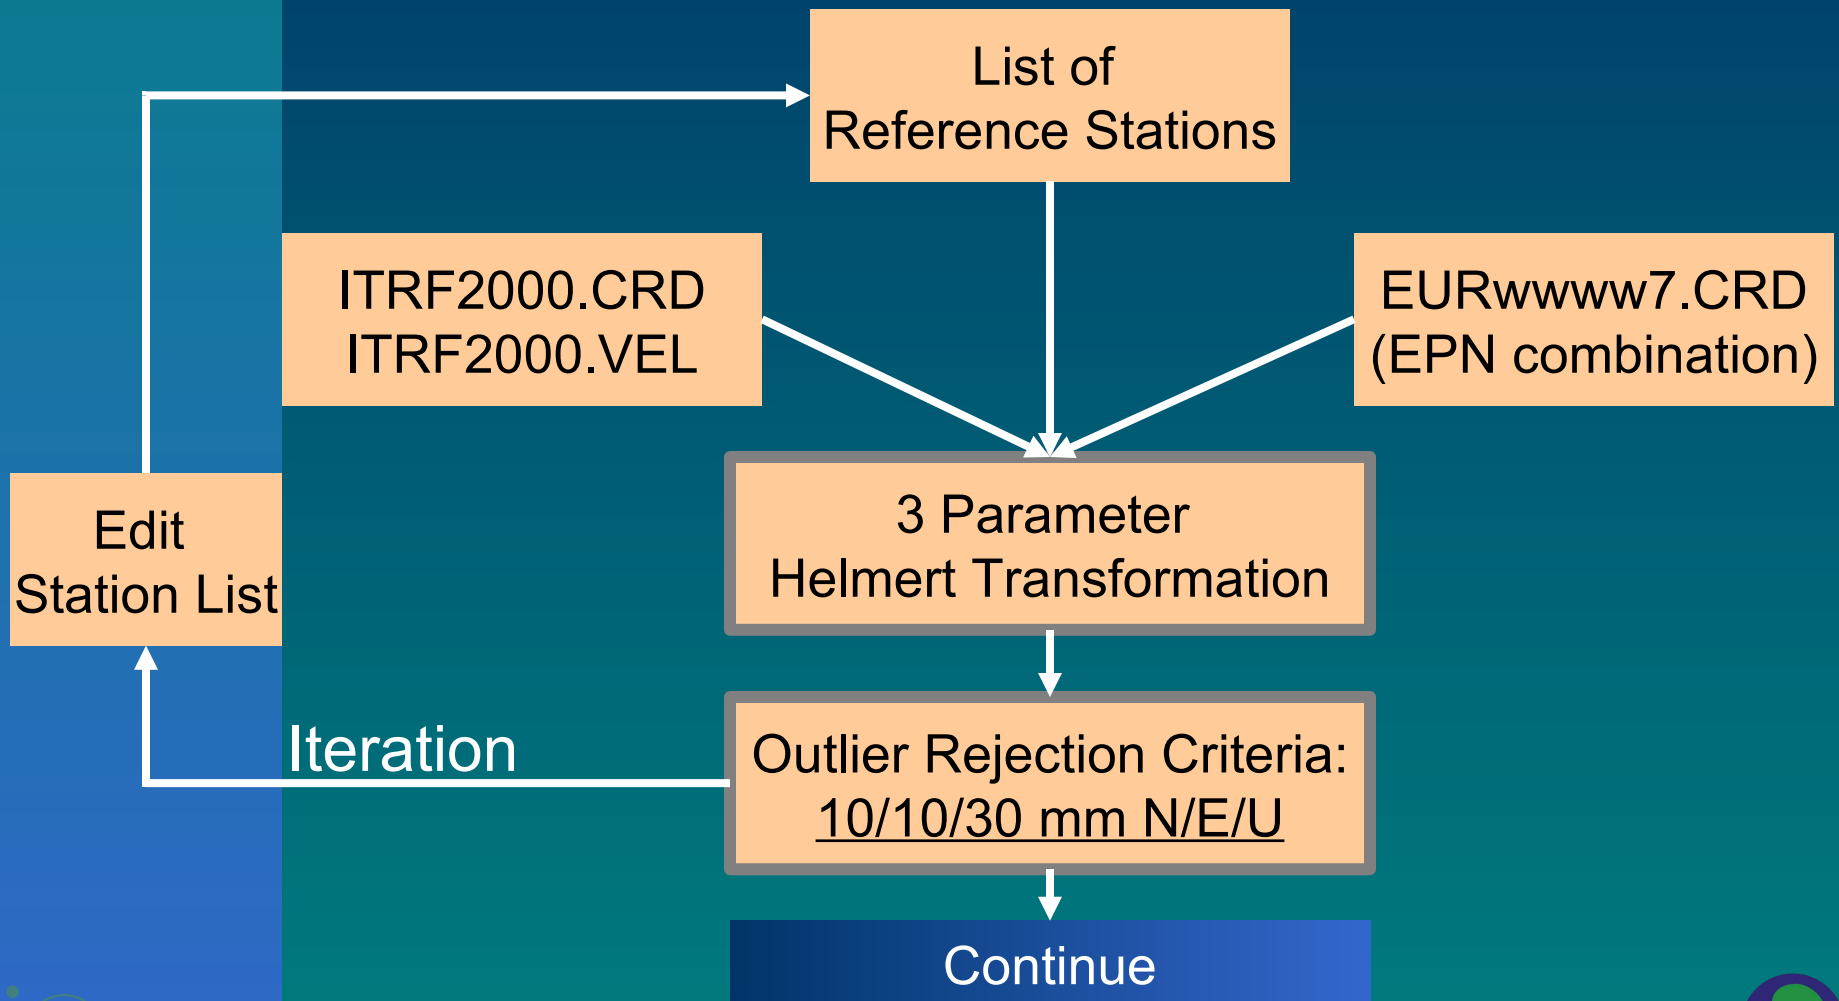 List of
Reference Stations
ITRF2000.CRD
ITRF2000.VEL
EURwwww7.CRD
(EPN combination)
3 Parameter
Helmert Transformation
Edit
Station List
Iteration
Outlier Rejection Criteria:
10/10/30 mm N/E/U
Continue